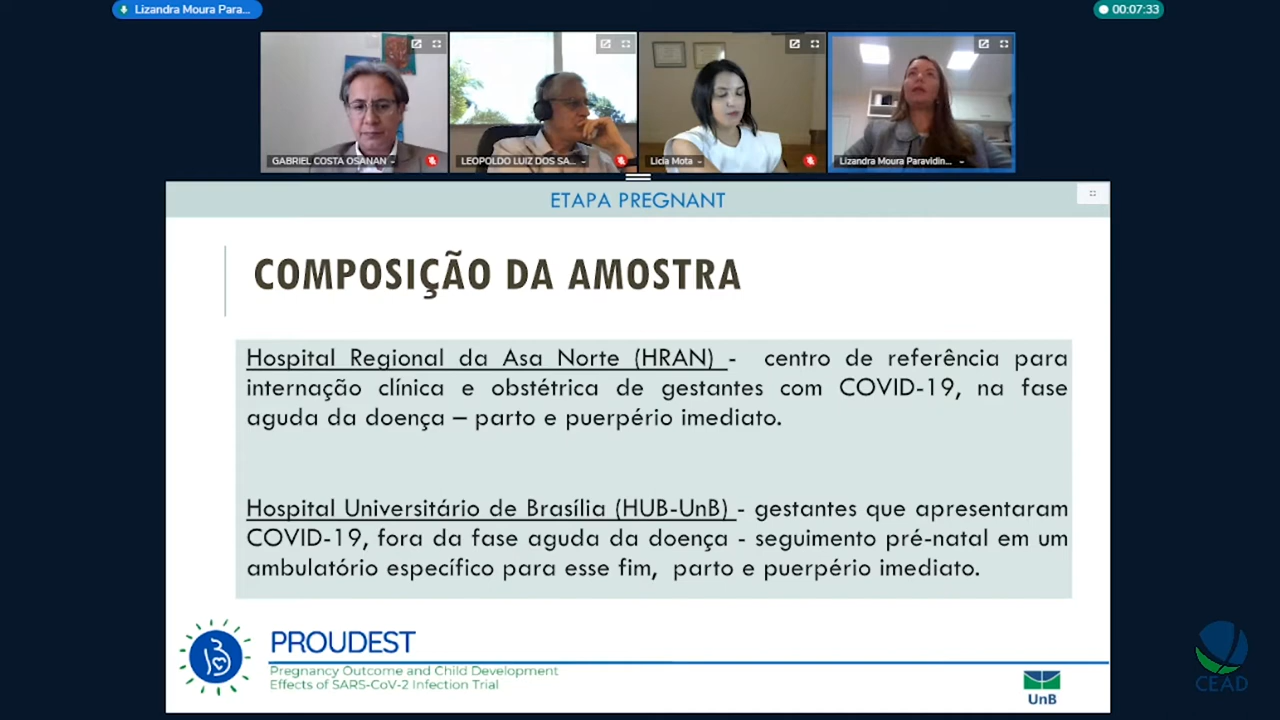 Lizandra Moura Para...
00:07:33
GABRIEL COSTA OSANAN
LEOPOLDO LUIZ DOS SA...
Licia Mota
Lizandra Moura Paravidin...
ETAPA PREGNANT
COMPOSIÇÃO DA AMOSTRA
Hospital Regional da Asa Norte (HRAN) - centro de referência para
internação clínica e obstétrica de gestantes com COVID-19, na fase
aguda da doença – parto e puerpério imediato.
Hospital Universitário de Brasília (HUB-UnB) - gestantes que apresentaram
COVID-19, fora da fase aguda da doença - seguimento pré-natal em um
ambulatório específico para esse fim, parto e puerpério imediato.
PROUDEST
Pregnancy Outcome and Child Development
Effects of SARS-CoV-2 Infection Trial
UnB
CEAD